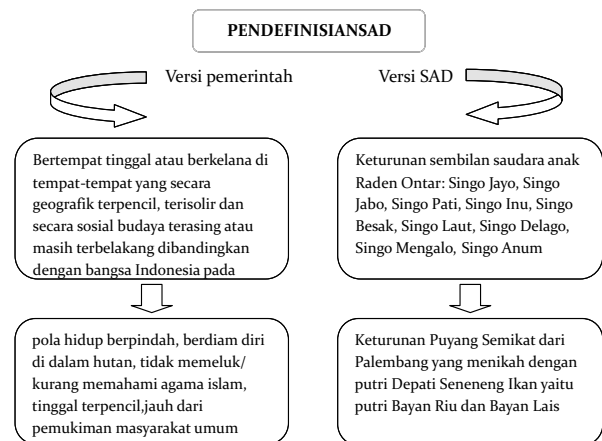 PENDEFINISIANSAD
Versi pemerintah
Versi SAD
Bertempat tinggal atau berkelana di
tempat-tempat yang secara
geografik terpencil, terisolir dan
secara sosial budaya terasing atau
masih terbelakang dibandingkan
dengan bangsa Indonesia pada
Keturunan sembilan saudara anak
Raden Ontar: Singo Jayo, Singo
Jabo, Singo Pati, Singo Inu, Singo
Besak, Singo Laut, Singo Delago,
Singo Mengalo, Singo Anum
pola hidup berpindah, berdiam diri
di dalam hutan, tidak memeluk/
kurang memahami agama islam,
tinggal terpencil,jauh dari
pemukiman masyarakat umum
Keturunan Puyang Semikat dari
Palembang yang menikah dengan
putri Depati Seneneng Ikan yaitu
putri Bayan Riu dan Bayan Lais